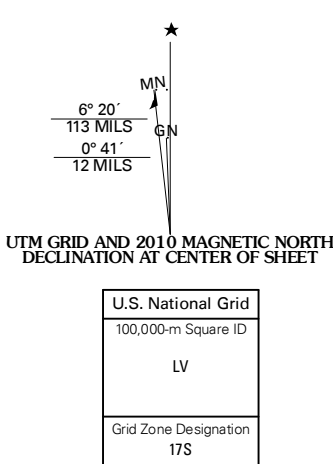 ★
MN
6° 20´
113 MILS
GN
0° 41´
12 MILS
UTM GRID AND 2010 MAGNETIC NORTH
DECLINATION AT CENTER OF SHEET
U.S. National Grid
100,000-m Square ID
LV
Grid Zone Designation
17S